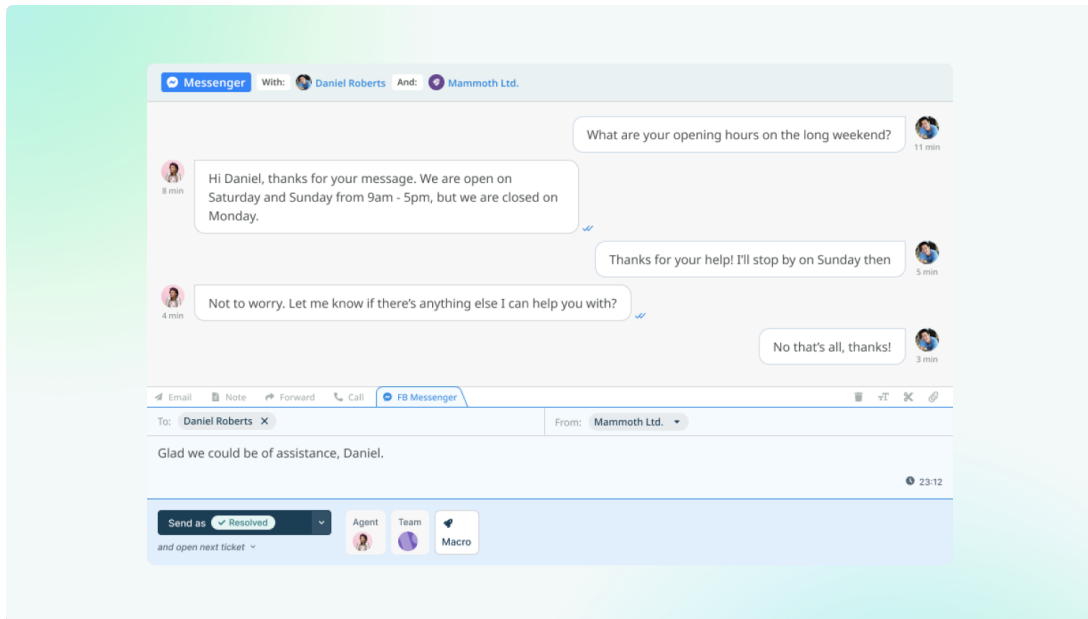 Messenger With: Daniel Roberts And: Mammoth Ltd.
What are your opening hours on the long weekend?
11 min
Hi Daniel, thanks for your message. We are open on
Saturday and Sunday from 9am - 5pm, but we are closed on
Monday.
8 min
Thanks for your help! I'll stop by on Sunday then
5 min
Not to worry. Let me know if there's anything else I can help you with?
4 min
No that's all, thanks!
3 min
Email Note Forward Call FB Messenger
To: Daniel Roberts From: Mammoth Ltd.
Glad we could be of assistance, Daniel.
23:12
Send as Resolved Agent Team Macro
and open next ticket